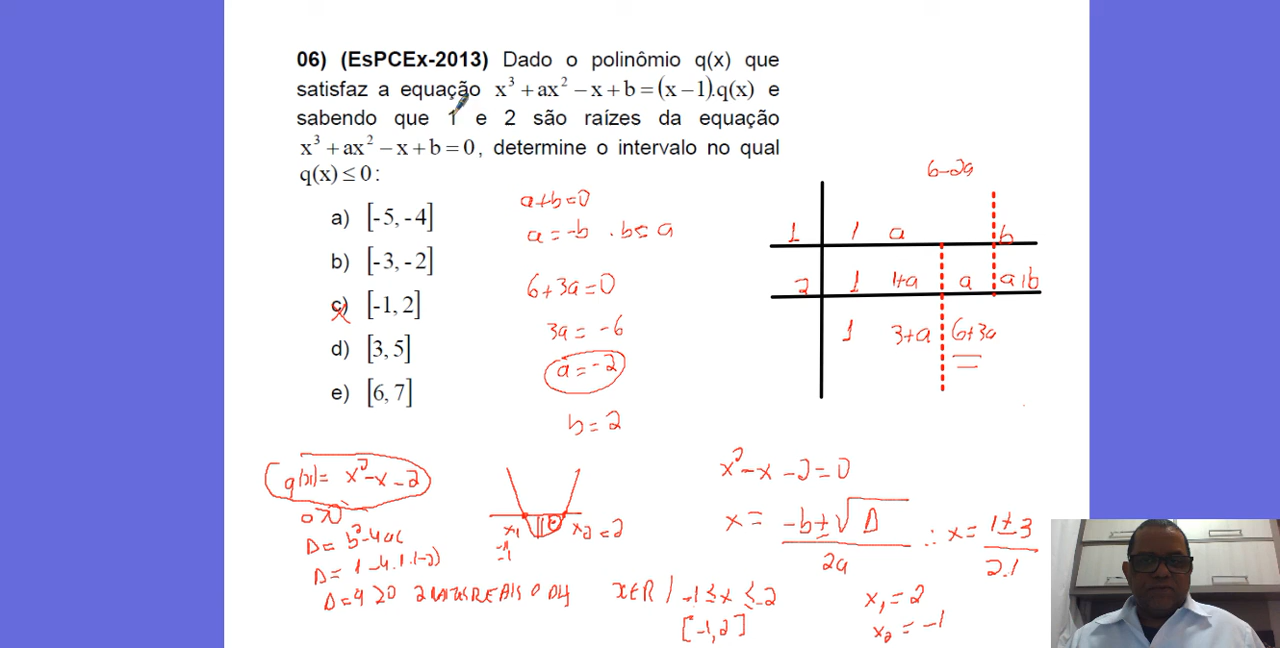 06) (EsPCEx-2013) Dado o polinômio q(x) que
satisfaz a equação x³ + ax² − x + b = (x − 1).q(x) e
sabendo que 1 e 2 são raízes da equação
x³ + ax² − x + b = 0, determine o intervalo no qual
q(x) ≤ 0:
a) [-5, -4]
b) [-3, -2]
c) [-1, 2]
d) [3, 5]
e) [6, 7]
a+b=0
a = -b . b = a
6+3a=0
3a = -6
a = -2
b = 2
6-2a
1 1 a b
2 1 1+a a a+b
1 3+a 6+3a
q(x) = x²-x-2
Δ = b²-4ac
Δ = 1-4.1.(-2)
Δ=9 >0 2 raízes REAIS
x₁ x₂ = 2
-1
x²-x-2=0
x = -b±√Δ / 2a ∴ x = 1±3 / 2.1
x∈R / -1 ≤ x ≤ 2
[-1,2]
x₁ = 2
x₂ = -1